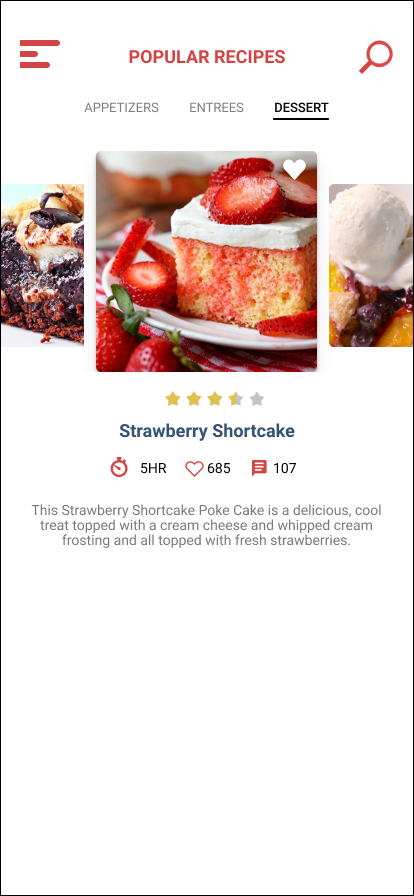 POPULAR RECIPES
APPETIZERS ENTREES DESSERT
Strawberry Shortcake
5HR 685 107
This Strawberry Shortcake Poke Cake is a delicious, cool
treat topped with a cream cheese and whipped cream
frosting and all topped with fresh strawberries.